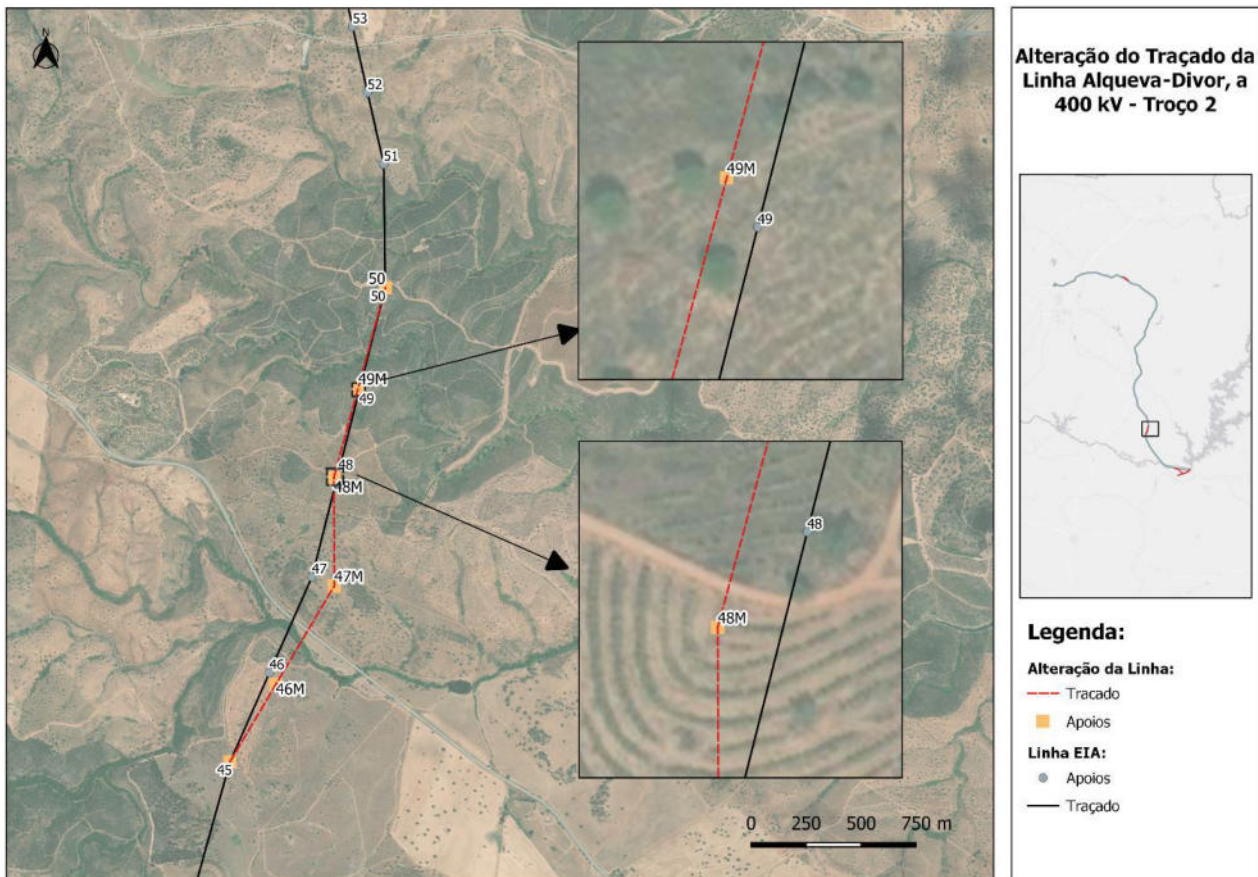 N
53
52
51
50
50
49M
49
48
48M
47
47M
46
46M
45
49M
49
48
48M
0 250 500 750 m
Alteração do Traçado da
Linha Alqueva-Divor, a
400 kV - Troço 2
Legenda:
Alteração da Linha:
Tracado
Apoios
Linha EIA:
Apoios
Traçado